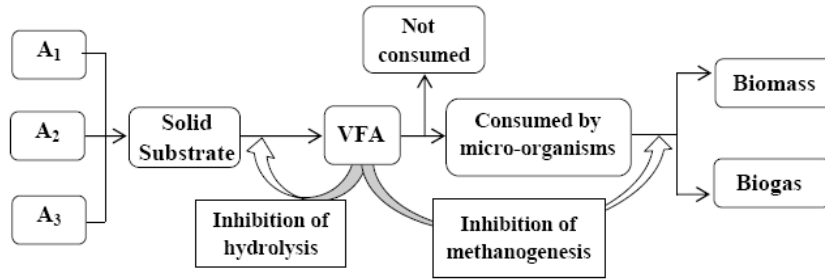 A₁
A₂
A₃
Solid
Substrate
VFA
Not
consumed
Consumed by
micro-organisms
Biomass
Biogas
Inhibition of
hydrolysis
Inhibition of
methanogenesis